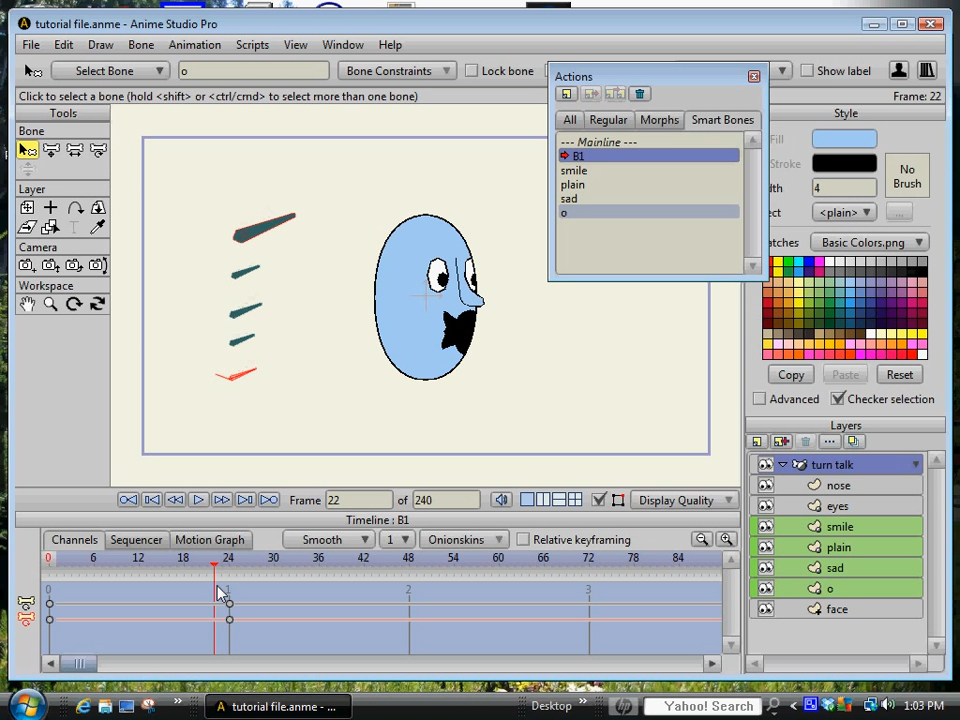 tutorial file.anme - Anime Studio Pro
File Edit Draw Bone Animation Scripts View Window Help
Select Bone o Bone Constraints Lock bone Show label
Click to select a bone (hold <shift> or <ctrl/cmd> to select more than one bone) Frame: 22
Tools
Bone
Layer
Camera
Workspace
Actions
All Regular Morphs Smart Bones
--- Mainline ---
B1
smile
plain
sad
o
Style
Fill
Stroke
No Brush
4
<plain> ...
Basic Colors.png
Copy Paste Reset
Advanced Checker selection
Layers
turn talk
nose
eyes
smile
plain
sad
o
face
Frame 22 of 240 Display Quality
Timeline : B1
Channels Sequencer Motion Graph Smooth 1 Onionskins Relative keyframing
0 6 12 18 24 30 36 42 48 54 60 66 72 78 84
0 1 2 3
tutorial file.anme - ... Desktop Yahoo! Search 1:03 PM